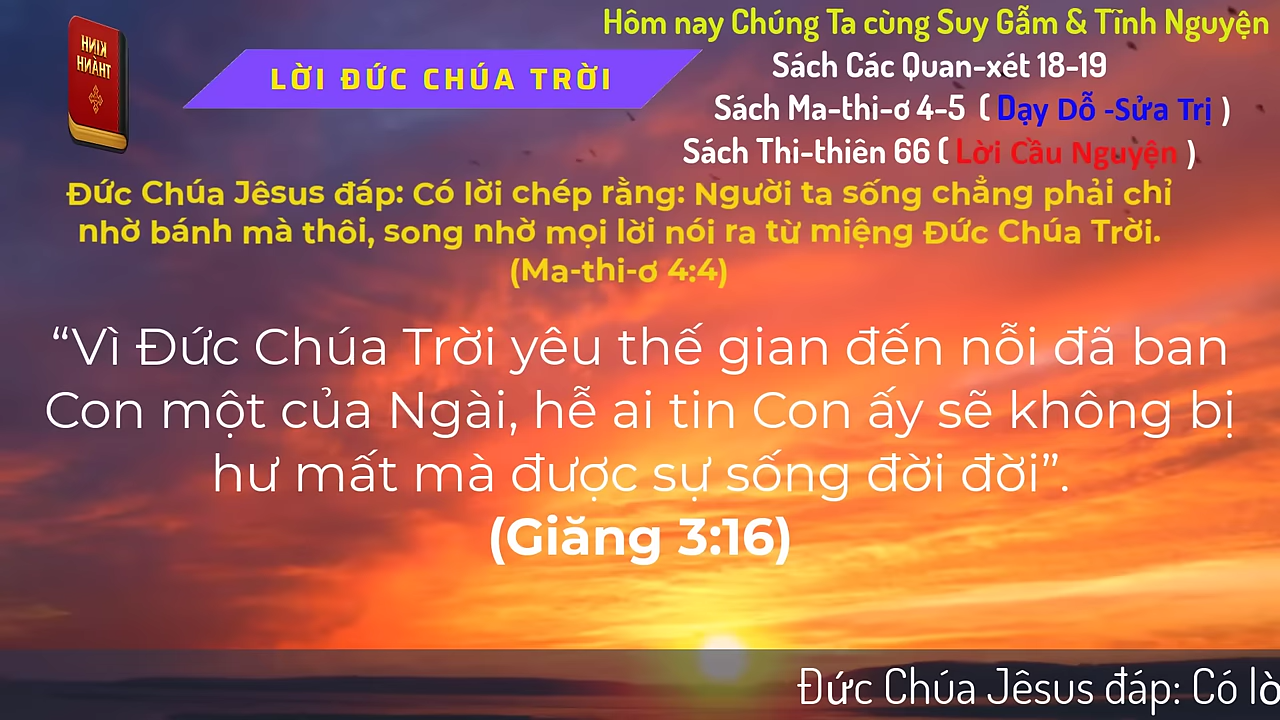 KINH
THÁNH
LỜI ĐỨC CHÚA TRỜI
Hôm nay Chúng Ta cùng Suy Gẫm & Tĩnh Nguyện
Sách Các Quan-xét 18-19
Sách Ma-thi-ơ 4-5 ( Dạy Dỗ -Sửa Trị )
Sách Thi-thiên 66 ( Lời Cầu Nguyện )
Đức Chúa Jêsus đáp: Có lời chép rằng: Người ta sống chẳng phải chỉ
nhờ bánh mà thôi, song nhờ mọi lời nói ra từ miệng Đức Chúa Trời.
(Ma-thi-ơ 4:4)
“Vì Đức Chúa Trời yêu thế gian đến nỗi đã ban
Con một của Ngài, hễ ai tin Con ấy sẽ không bị
hư mất mà được sự sống đời đời”.
(Giăng 3:16)
Đức Chúa Jêsus đáp: Có lờ